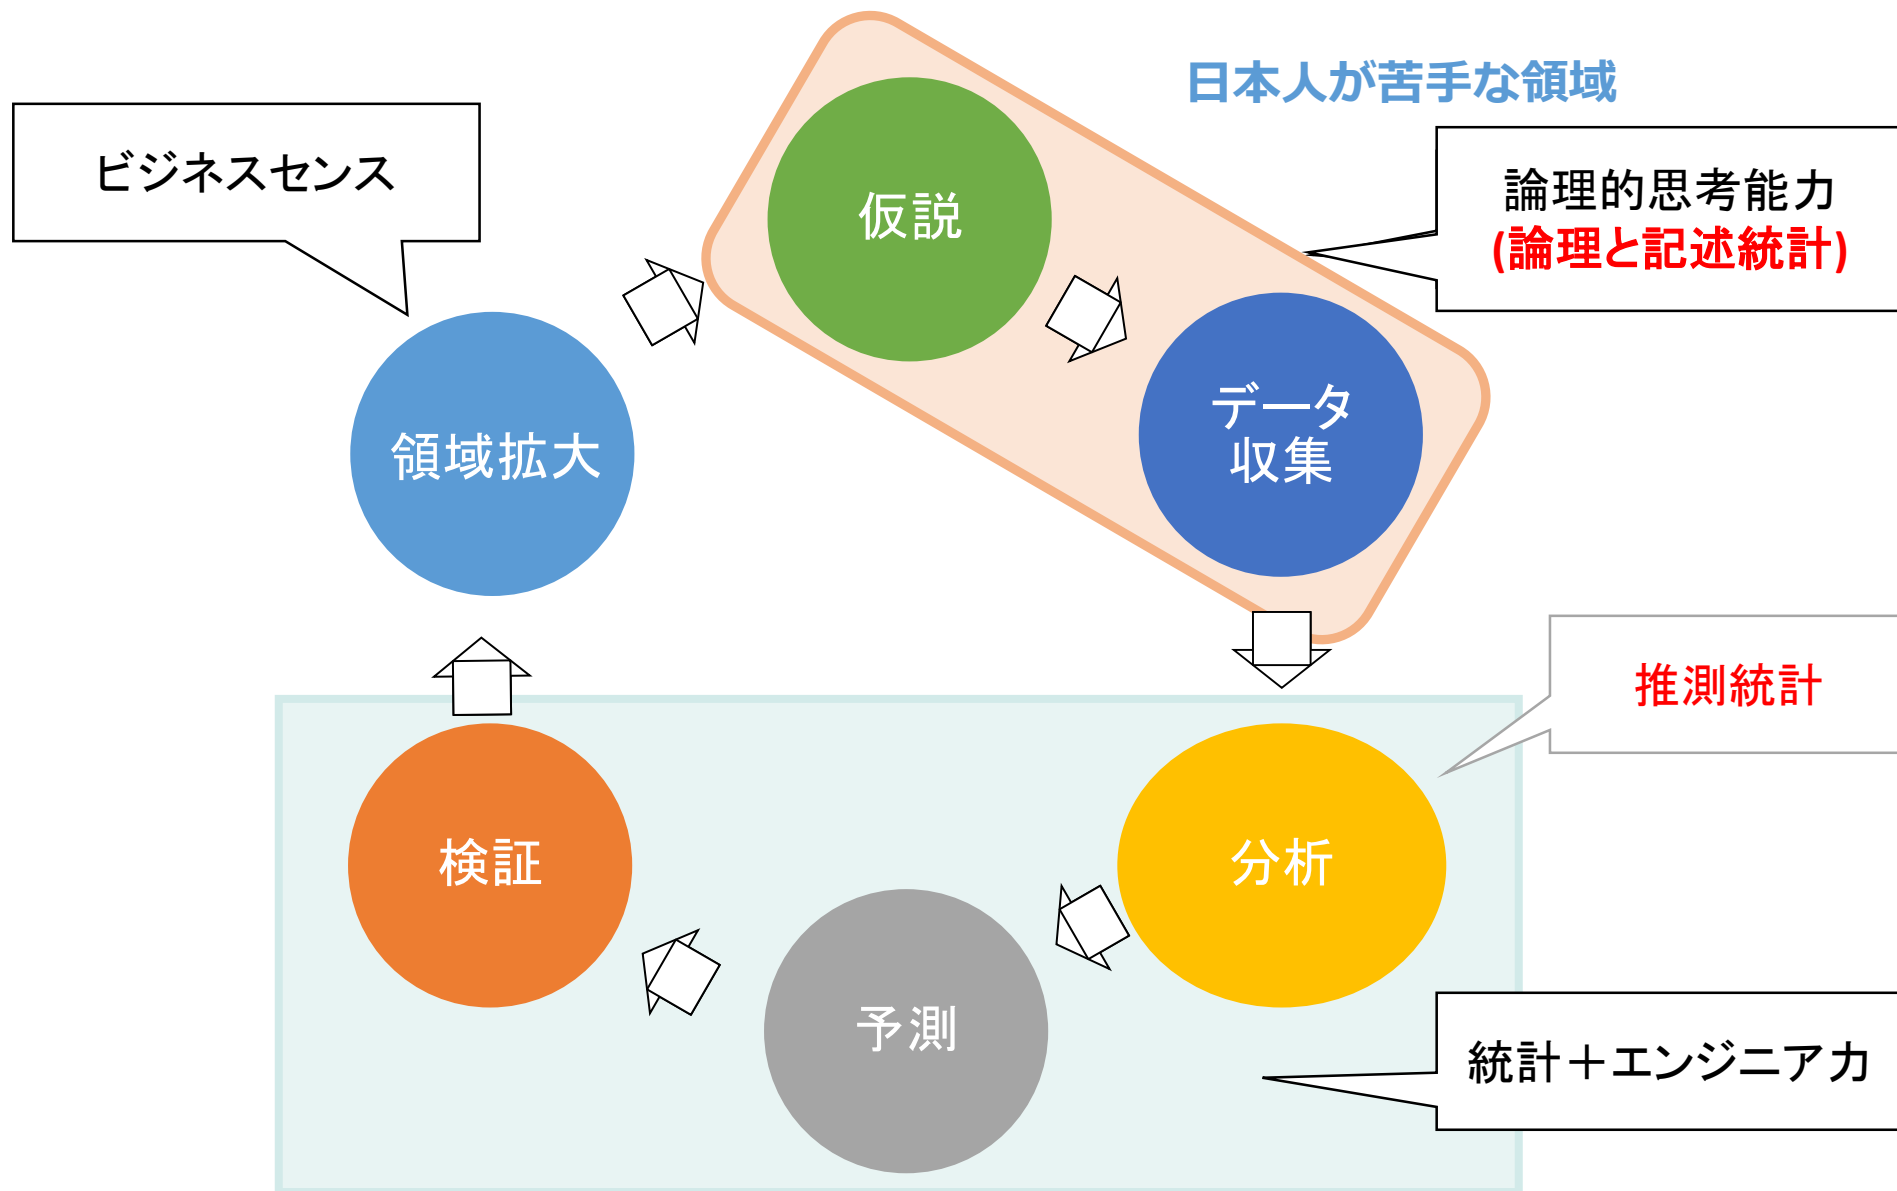 日本人が苦手な領域
ビジネスセンス
仮説
論理的思考能力
(論理と記述統計)
データ
収集
領域拡大
推測統計
検証
分析
予測
統計＋エンジニア力